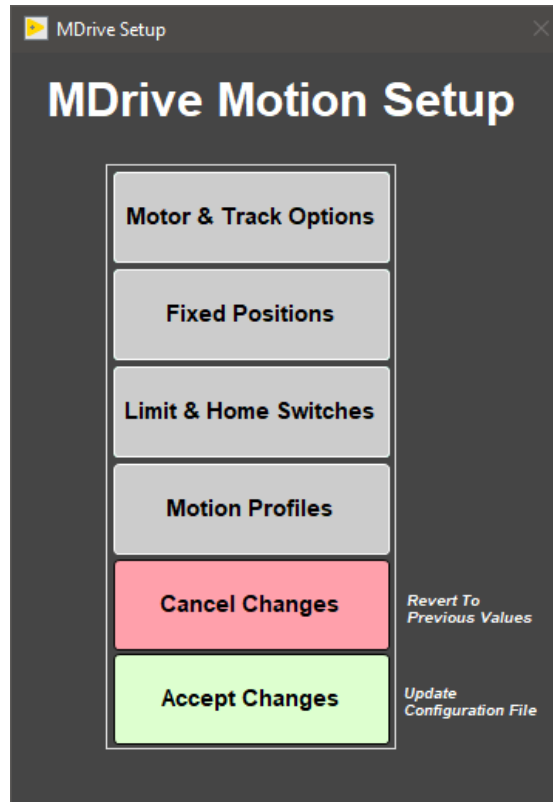 MDrive Setup
MDrive Motion Setup
Motor & Track Options
Fixed Positions
Limit & Home Switches
Motion Profiles
Cancel Changes
Revert To
Previous Values
Accept Changes
Update
Configuration File